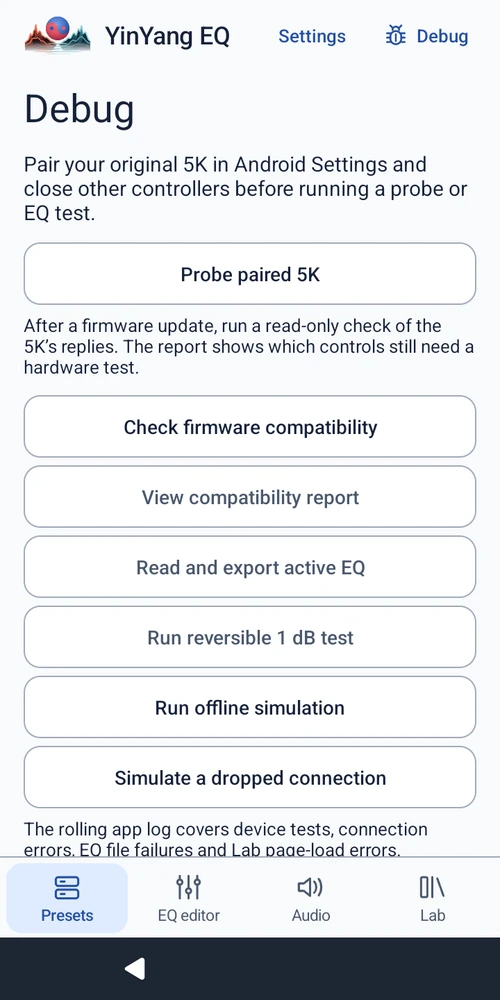 YinYang EQ
Settings
Debug
Debug
Pair your original 5K in Android Settings and
close other controllers before running a probe or
EQ test.
Probe paired 5K
After a firmware update, run a read-only check of the
5K’s replies. The report shows which controls still need a
hardware test.
Check firmware compatibility
View compatibility report
Read and export active EQ
Run reversible 1 dB test
Run offline simulation
Simulate a dropped connection
The rolling app log covers device tests, connection
errors, EQ file failures and Lab page-load errors.
Presets
EQ editor
Audio
Lab